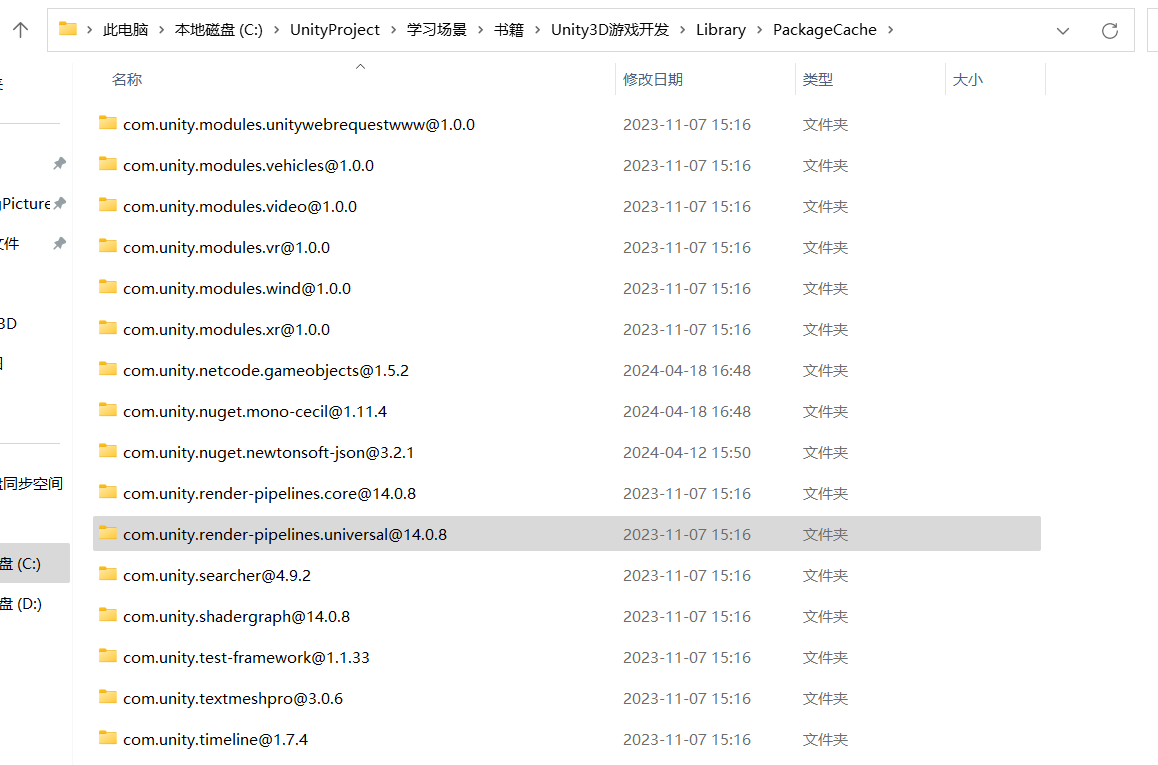 此电脑 > 本地磁盘 (C:) > UnityProject > 学习场景 > 书籍 > Unity3D游戏开发 > Library > PackageCache >
名称 修改日期 类型 大小
com.unity.modules.unitywebrequestwww@1.0.0 2023-11-07 15:16 文件夹
com.unity.modules.vehicles@1.0.0 2023-11-07 15:16 文件夹
Picture com.unity.modules.video@1.0.0 2023-11-07 15:16 文件夹
件 com.unity.modules.vr@1.0.0 2023-11-07 15:16 文件夹
com.unity.modules.wind@1.0.0 2023-11-07 15:16 文件夹
3D com.unity.modules.xr@1.0.0 2023-11-07 15:16 文件夹
com.unity.netcode.gameobjects@1.5.2 2024-04-18 16:48 文件夹
com.unity.nuget.mono-cecil@1.11.4 2024-04-18 16:48 文件夹
com.unity.nuget.newtonsoft-json@3.2.1 2024-04-12 15:50 文件夹
同步空间 com.unity.render-pipelines.core@14.0.8 2023-11-07 15:16 文件夹
com.unity.render-pipelines.universal@14.0.8 2023-11-07 15:16 文件夹
盘 (C:) com.unity.searcher@4.9.2 2023-11-07 15:16 文件夹
盘 (D:) com.unity.shadergraph@14.0.8 2023-11-07 15:16 文件夹
com.unity.test-framework@1.1.33 2023-11-07 15:16 文件夹
com.unity.textmeshpro@3.0.6 2023-11-07 15:16 文件夹
com.unity.timeline@1.7.4 2023-11-07 15:16 文件夹